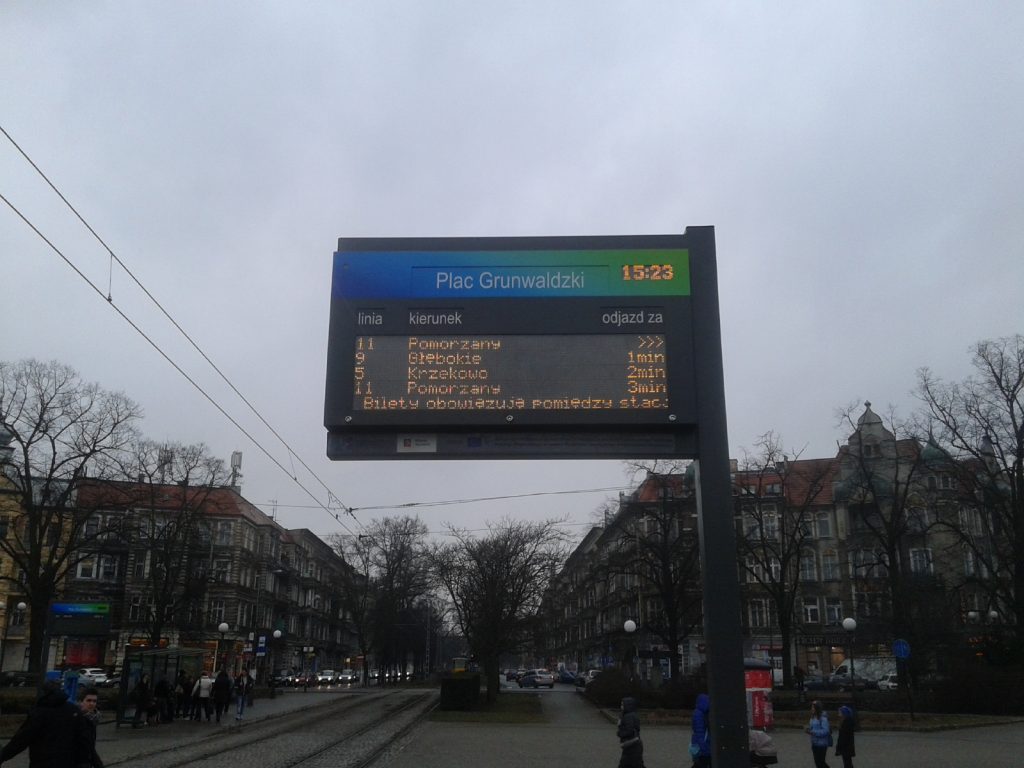 Plac Grunwaldzki 15:23
linia kierunek odjazd za
11 Pomorzany >>>
9 Głębokie 1min
5 Krzekowo 2min
11 Pomorzany 3min
Bilety obowiązują pomiędzy stac